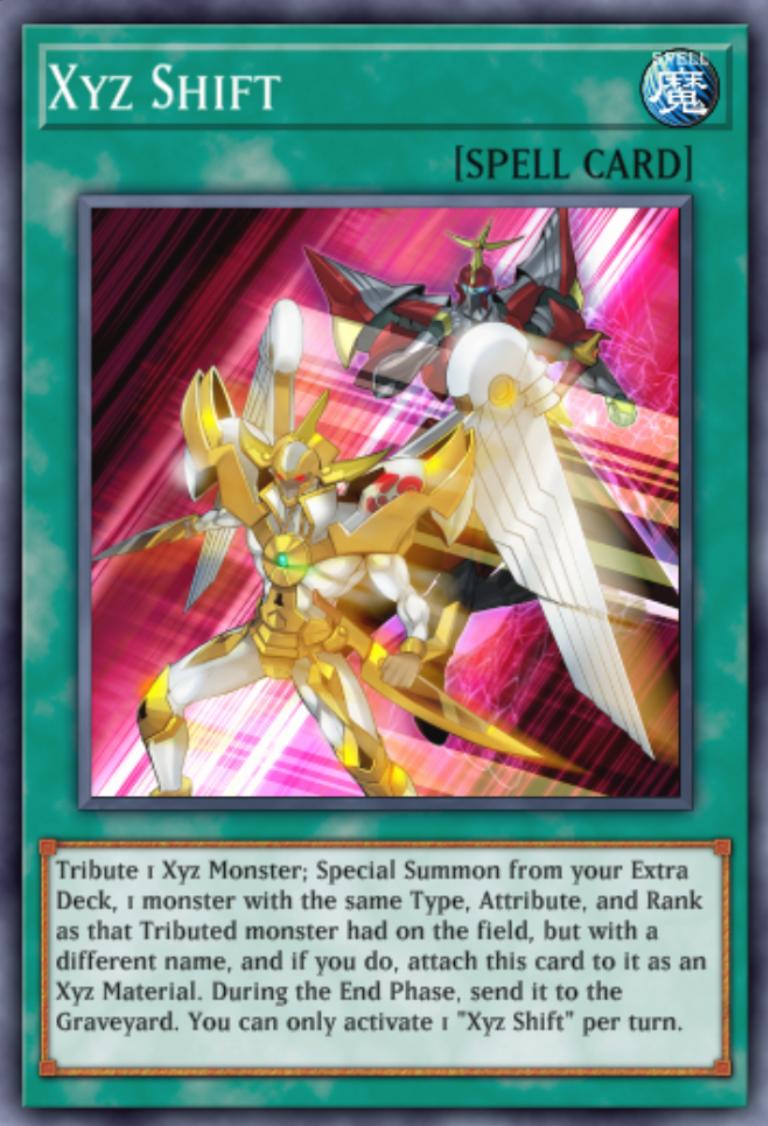 Xyz Shift
SPELL
魔
[SPELL CARD]
Tribute 1 Xyz Monster; Special Summon from your Extra
Deck, 1 monster with the same Type, Attribute, and Rank
as that Tributed monster had on the field, but with a
different name, and if you do, attach this card to it as an
Xyz Material. During the End Phase, send it to the
Graveyard. You can only activate 1 "Xyz Shift" per turn.